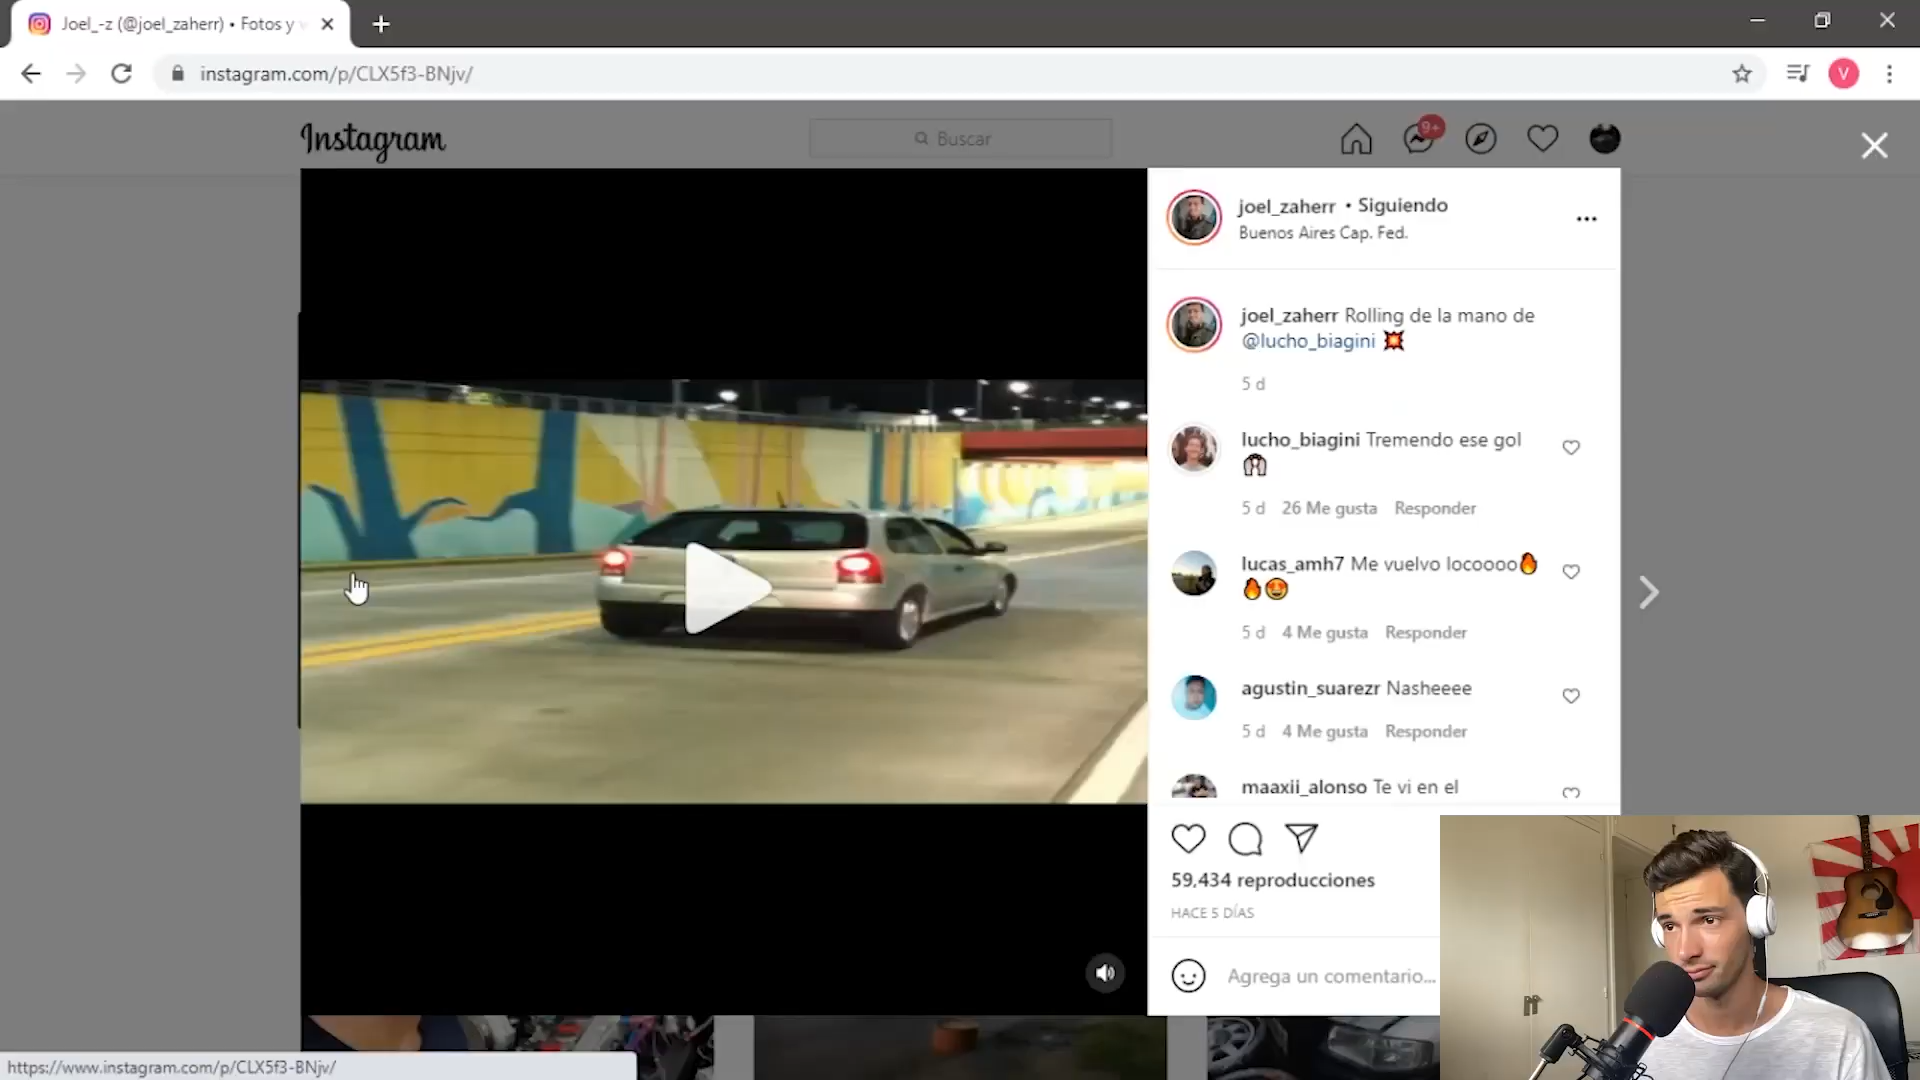 Joel_-z (@joel_zaherr) • Fotos y v
instagram.com/p/CLX5f3-BNjv/
V
Instagram
Buscar
9+
joel_zaherr • Siguiendo
Buenos Aires Cap. Fed.
joel_zaherr Rolling de la mano de
@lucho_biagini 💥
5 d
lucho_biagini Tremendo ese gol
🙌
5 d 26 Me gusta Responder
lucas_amh7 Me vuelvo locoooo🔥
🔥😍
5 d 4 Me gusta Responder
agustin_suarezr Nasheeee
5 d 4 Me gusta Responder
maaxii_alonso Te vi en el
59,434 reproducciones
HACE 5 DÍAS
Agrega un comentario...
https://www.instagram.com/p/CLX5f3-BNjv/